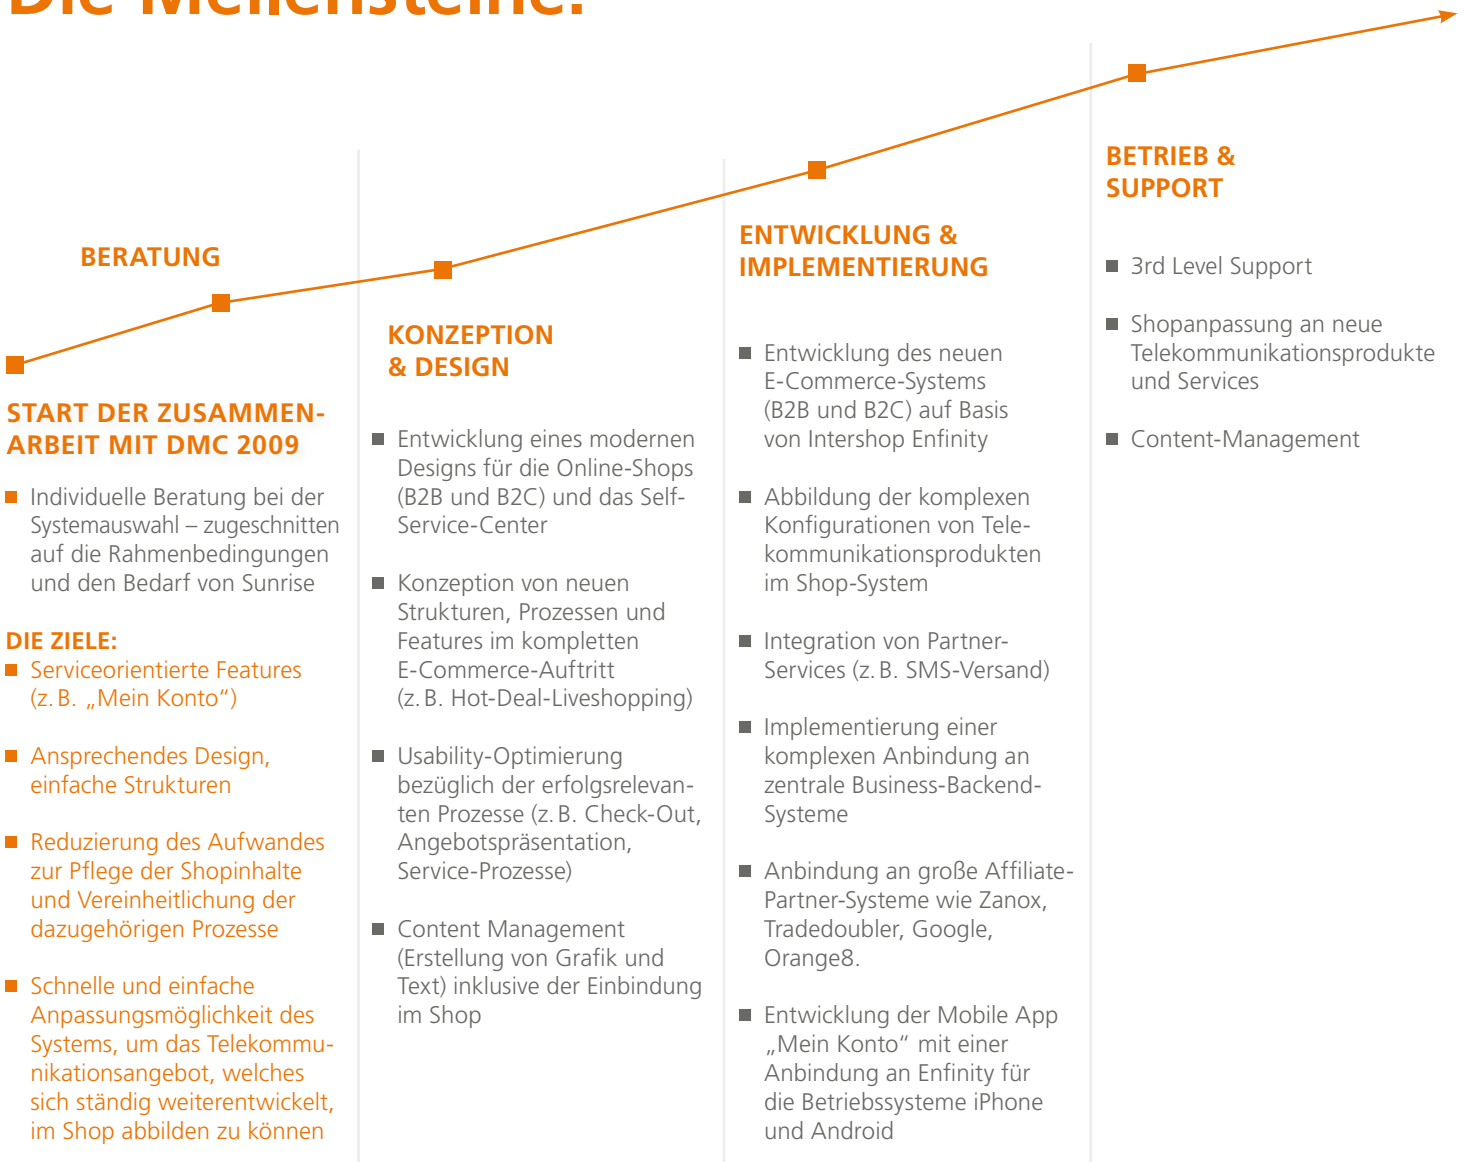 Die Meilensteine.
BERATUNG
START DER ZUSAMMEN-
ARBEIT MIT DMC 2009
■ Individuelle Beratung bei der
Systemauswahl – zugeschnitten
auf die Rahmenbedingungen
und den Bedarf von Sunrise
DIE ZIELE:
■ Serviceorientierte Features
(z. B. „Mein Konto“)
■ Ansprechendes Design,
einfache Strukturen
■ Reduzierung des Aufwandes
zur Pflege der Shopinhalte
und Vereinheitlichung der
dazugehörigen Prozesse
■ Schnelle und einfache
Anpassungsmöglichkeit des
Systems, um das Telekommu-
nikationsangebot, welches
sich ständig weiterentwickelt,
im Shop abbilden zu können
KONZEPTION
& DESIGN
■ Entwicklung eines modernen
Designs für die Online-Shops
(B2B und B2C) und das Self-
Service-Center
■ Konzeption von neuen
Strukturen, Prozessen und
Features im kompletten
E-Commerce-Auftritt
(z. B. Hot-Deal-Liveshopping)
■ Usability-Optimierung
bezüglich der erfolgsrelevan-
ten Prozesse (z. B. Check-Out,
Angebotspräsentation,
Service-Prozesse)
■ Content Management
(Erstellung von Grafik und
Text) inklusive der Einbindung
im Shop
ENTWICKLUNG &
IMPLEMENTIERUNG
■ Entwicklung des neuen
E-Commerce-Systems
(B2B und B2C) auf Basis
von Intershop Enfinity
■ Abbildung der komplexen
Konfigurationen von Tele-
kommunikationsprodukten
im Shop-System
■ Integration von Partner-
Services (z. B. SMS-Versand)
■ Implementierung einer
komplexen Anbindung an
zentrale Business-Backend-
Systeme
■ Anbindung an große Affiliate-
Partner-Systeme wie Zanox,
Tradedoubler, Google,
Orange8.
■ Entwicklung der Mobile App
„Mein Konto“ mit einer
Anbindung an Enfinity für
die Betriebssysteme iPhone
und Android
BETRIEB &
SUPPORT
■ 3rd Level Support
■ Shopanpassung an neue
Telekommunikationsprodukte
und Services
■ Content-Management